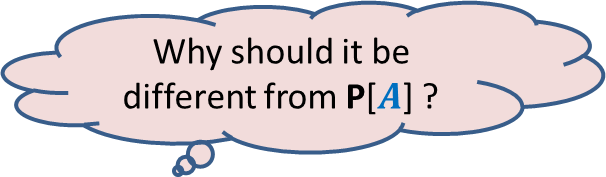 Why should it be
different from P[A] ?